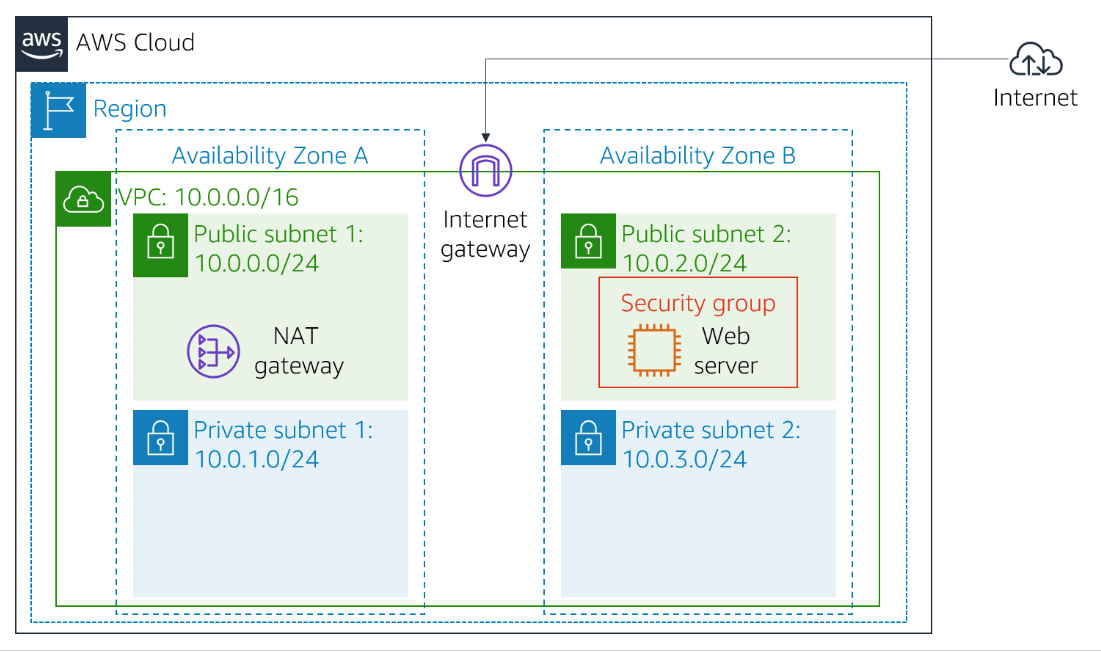 aws
AWS Cloud
Internet
Region
Availability Zone A
Availability Zone B
VPC: 10.0.0.0/16
Internet
gateway
Public subnet 1:
10.0.0.0/24
Public subnet 2:
10.0.2.0/24
Security group
NAT
gateway
Web
server
Private subnet 1:
10.0.1.0/24
Private subnet 2:
10.0.3.0/24